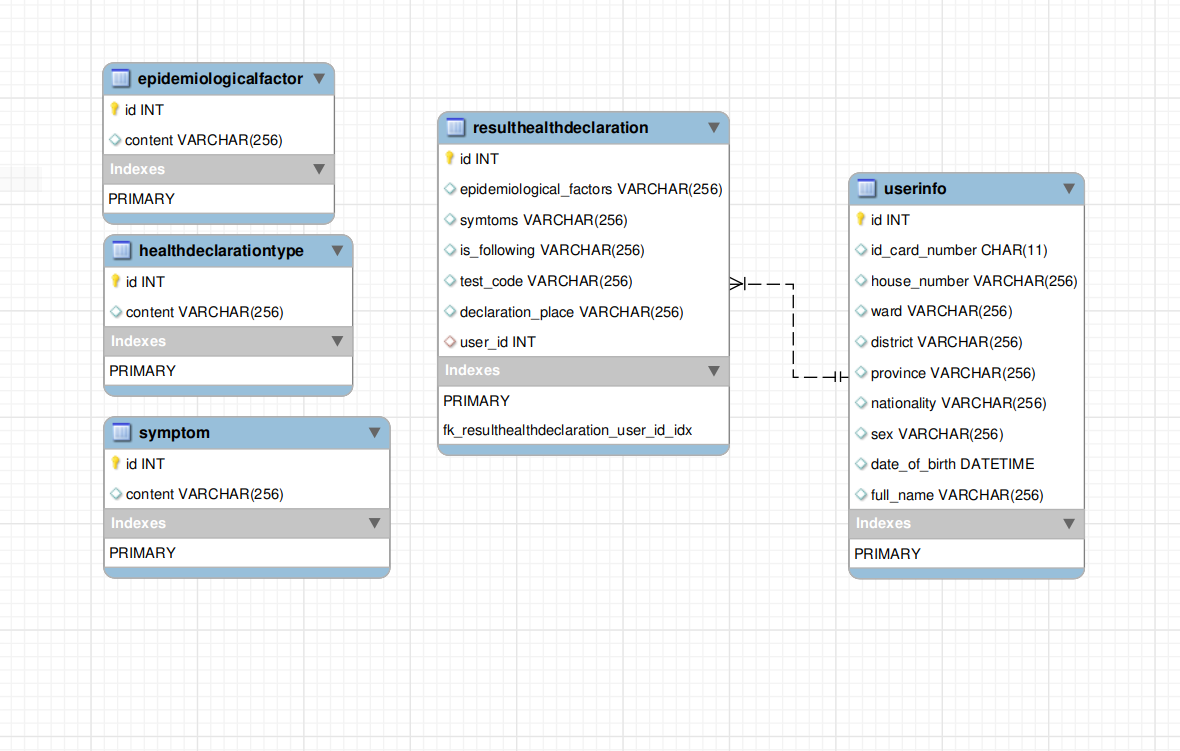 epidemiologicalfactor
id INT
content VARCHAR(256)
Indexes
PRIMARY
healthdeclarationtype
id INT
content VARCHAR(256)
Indexes
PRIMARY
symptom
id INT
content VARCHAR(256)
Indexes
PRIMARY
resulthealthdeclaration
id INT
epidemiological_factors VARCHAR(256)
symtoms VARCHAR(256)
is_following VARCHAR(256)
test_code VARCHAR(256)
declaration_place VARCHAR(256)
user_id INT
Indexes
PRIMARY
fk_resulthealthdeclaration_user_id_idx
userinfo
id INT
id_card_number CHAR(11)
house_number VARCHAR(256)
ward VARCHAR(256)
district VARCHAR(256)
province VARCHAR(256)
nationality VARCHAR(256)
sex VARCHAR(256)
date_of_birth DATETIME
full_name VARCHAR(256)
Indexes
PRIMARY